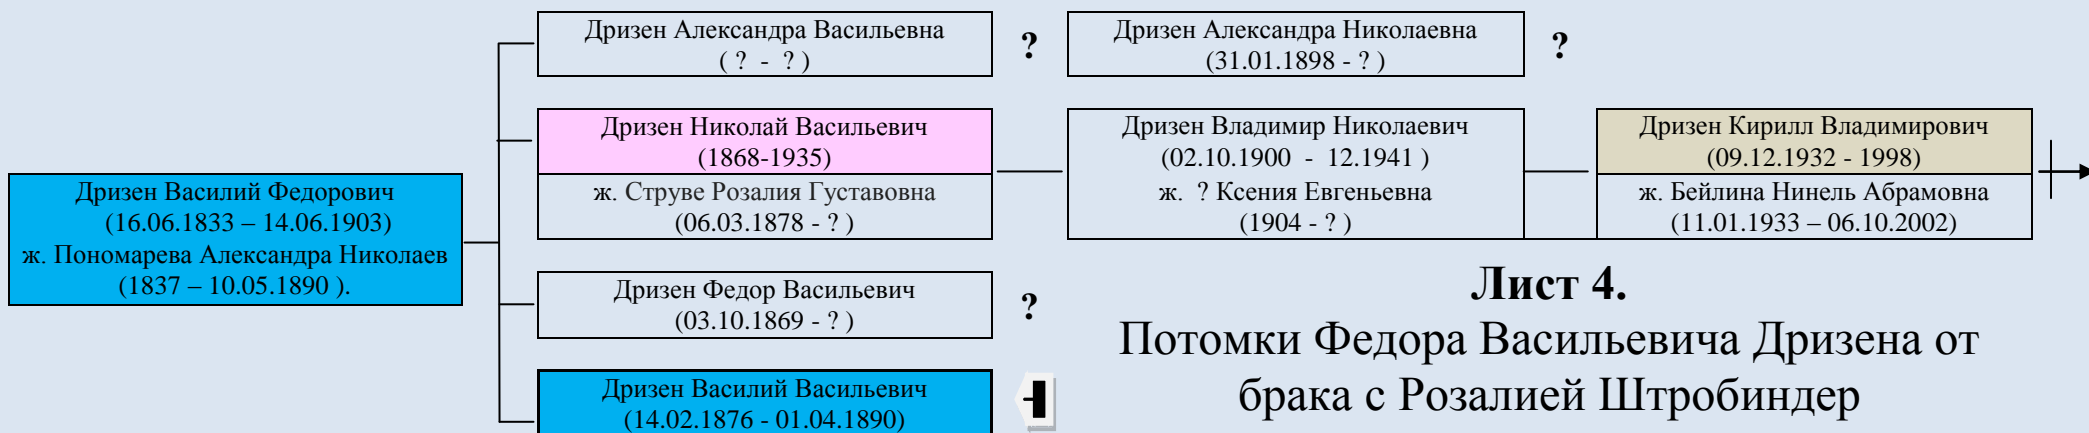 Дризен Александра Васильевна
( ? - ? )
?
Дризен Александра Николаевна
(31.01.1898 - ? )
?
Дризен Николай Васильевич
(1868-1935)
ж. Струве Розалия Густавовна
(06.03.1878 - ? )
Дризен Владимир Николаевич
(02.10.1900 - 12.1941 )
ж. ? Ксения Евгеньевна
(1904 - ? )
Дризен Кирилл Владимирович
(09.12.1932 - 1998)
ж. Бейлина Нинель Абрамовна
(11.01.1933 – 06.10.2002)
Дризен Василий Федорович
(16.06.1833 – 14.06.1903)
ж. Пономарева Александра Николаев
(1837 – 10.05.1890 ).
Дризен Федор Васильевич
(03.10.1869 - ? )
?
Лист 4.
Потомки Федора Васильевича Дризена от
брака с Розалией Штробиндер
Дризен Василий Васильевич
(14.02.1876 - 01.04.1890)